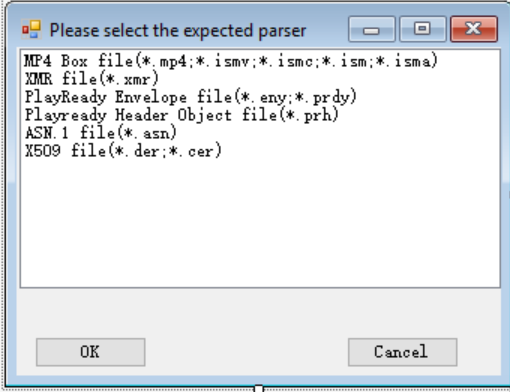 Please select the expected parser
MP4 Box file(*.mp4;*.ismv;*.ismc;*.ism;*.isma)
XMR file(*.xmr)
PlayReady Envelope file(*.eny;*.prdy)
Playready Header Object file(*.prh)
ASN.1 file(*.asn)
X509 file(*.der;*.cer)
OK
Cancel